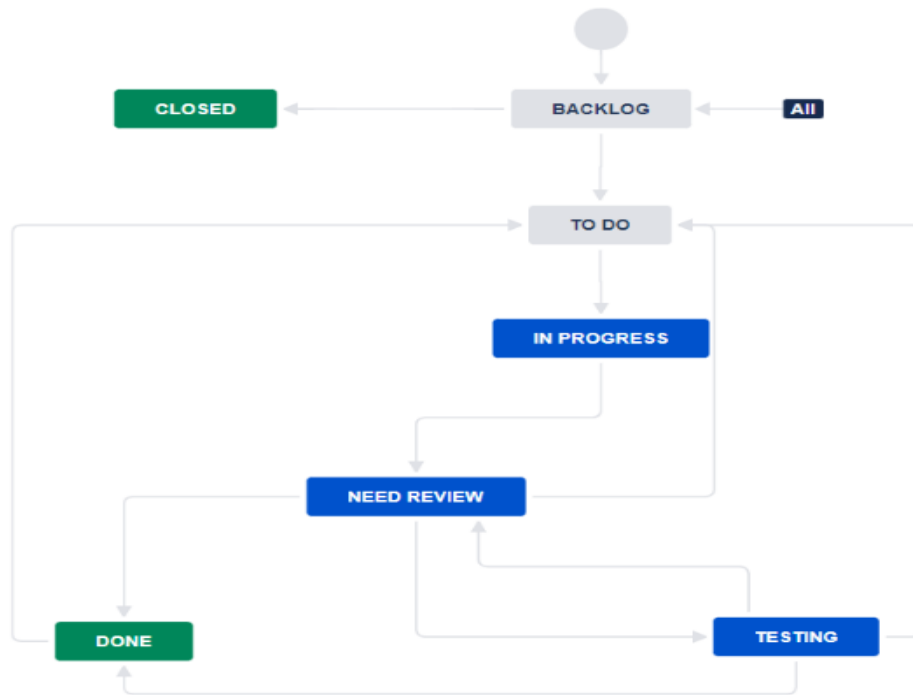 CLOSED
BACKLOG
All
TO DO
IN PROGRESS
NEED REVIEW
DONE
TESTING